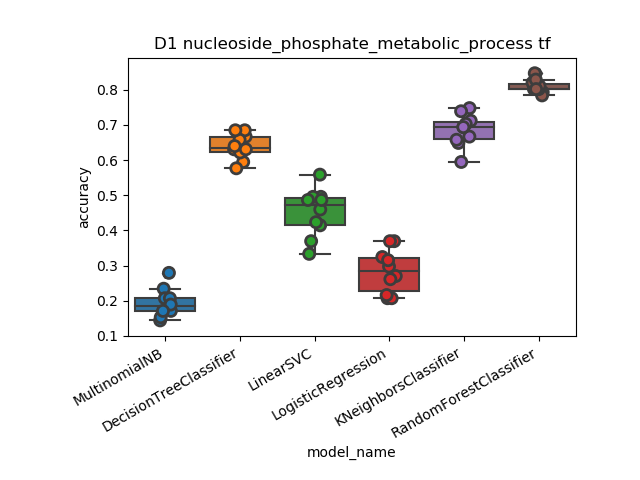 D1 nucleoside_phosphate_metabolic_process tf
accuracy
0.8
0.7
0.6
0.5
0.4
0.3
0.2
0.1
MultinomialNB
DecisionTreeClassifier
LinearSVC
LogisticRegression
KNeighborsClassifier
RandomForestClassifier
model_name